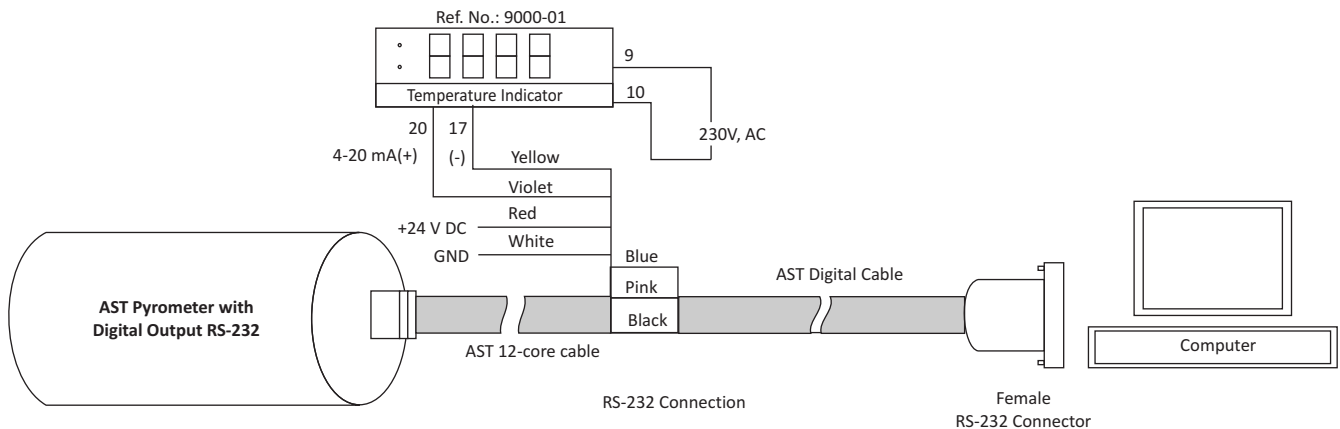 Ref. No.: 9000-01
9
Temperature Indicator
10
20
17
230V, AC
4-20 mA(+)
(-)
Yellow
Violet
Red
+24 V DC
White
GND
Blue
AST Digital Cable
Pink
AST Pyrometer with
Digital Output RS-232
Black
AST 12-core cable
Computer
RS-232 Connection
Female
RS-232 Connector